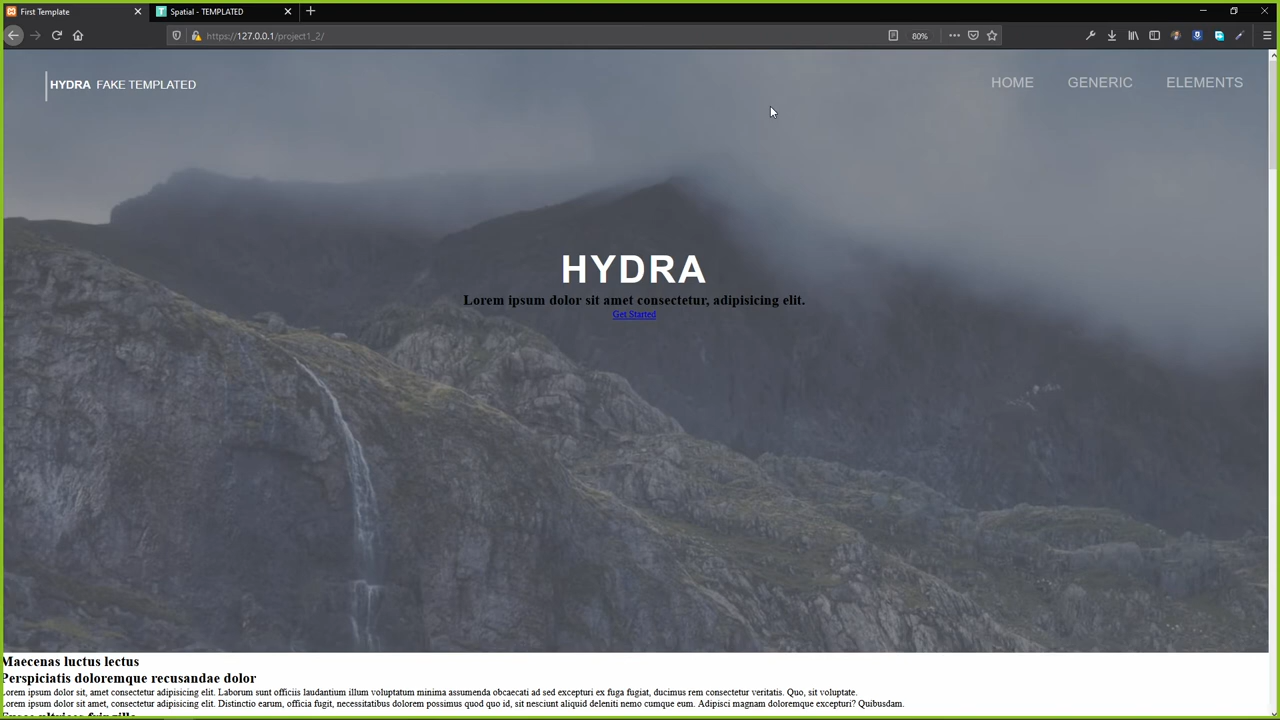 First Template
Spatial - TEMPLATED
https://127.0.0.1/project1_2/
80%
HYDRA FAKE TEMPLATED
HOME GENERIC ELEMENTS
HYDRA
Lorem ipsum dolor sit amet consectetur, adipisicing elit.
Get Started
Maecenas luctus lectus
Perspiciatis doloremque recusandae dolor
Lorem ipsum dolor sit, amet consectetur adipisicing elit. Laborum sunt officiis laudantium illum voluptatum minima assumenda obcaecati ad sed excepturi ex fuga fugiat, ducimus rem consectetur veritatis. Quo, sit voluptate.
Lorem ipsum dolor sit, amet consectetur adipisicing elit. Distinctio earum, officia fugit, necessitatibus dolorem possimus quod quo id, sit nesciunt aliquid deleniti nemo cumque eum. Adipisci magnam doloremque excepturi? Quibusdam.